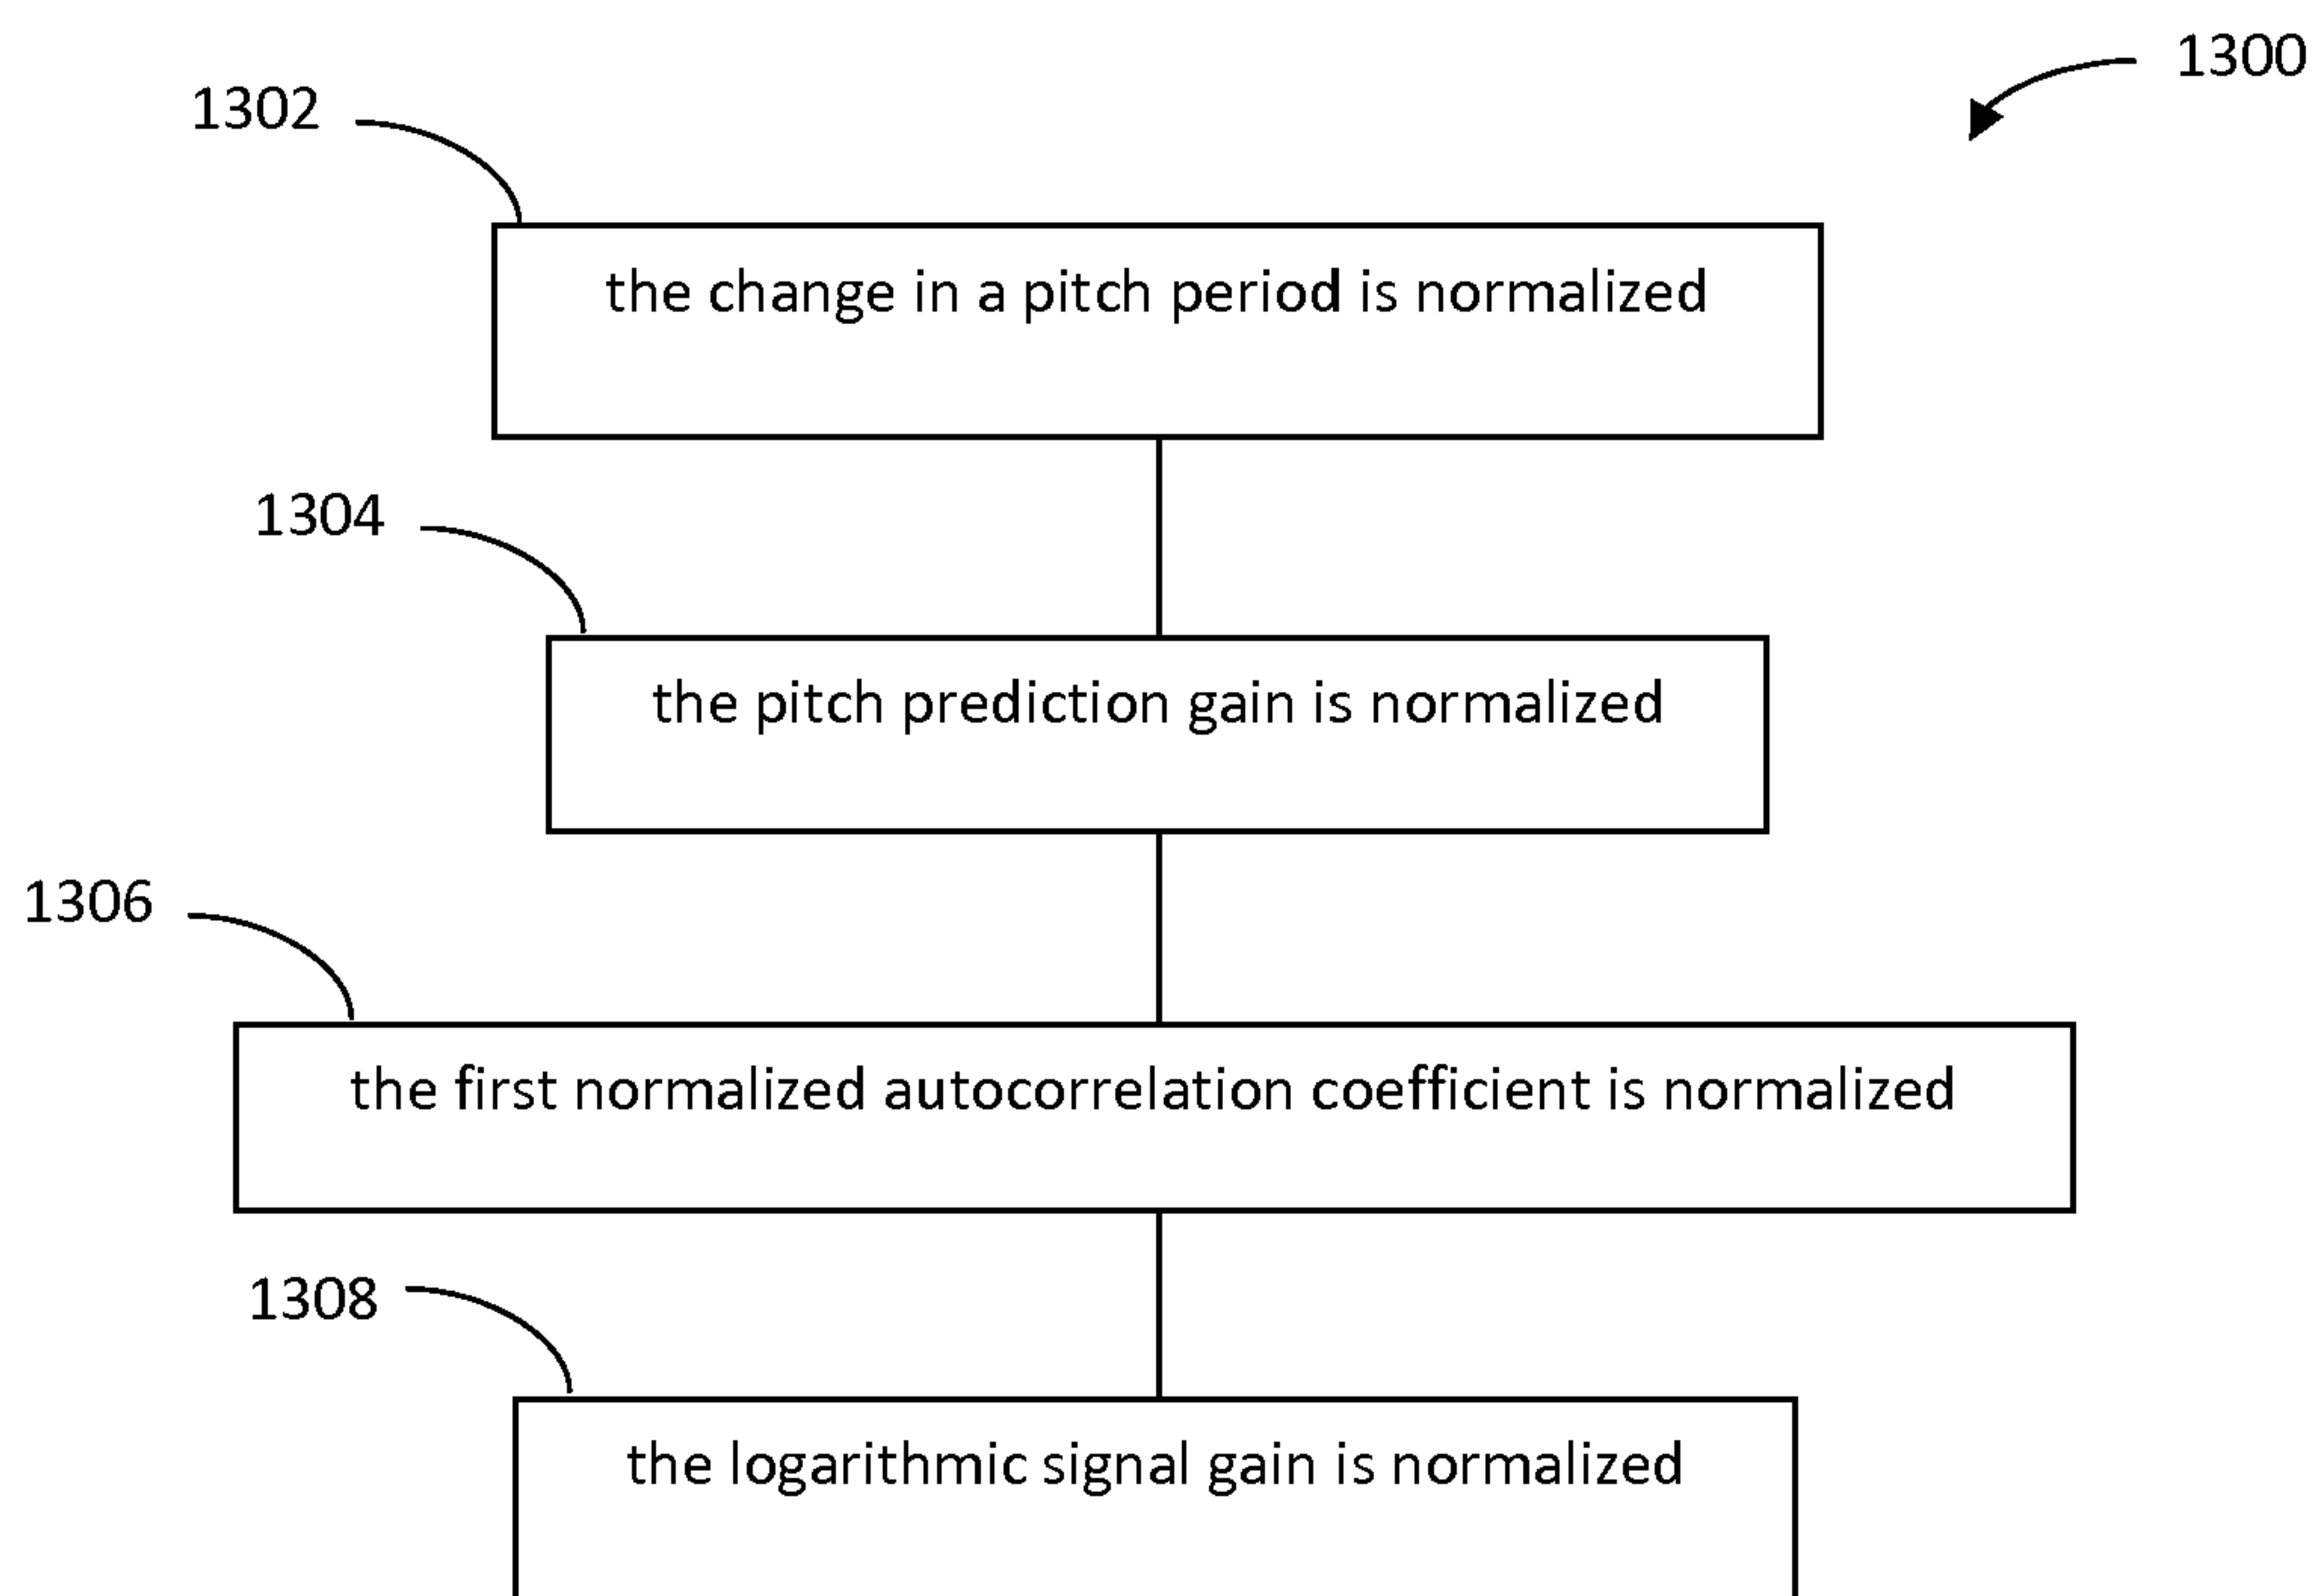 1300
1302
the change in a pitch period is normalized
1304
the pitch prediction gain is normalized
1306
the first normalized autocorrelation coefficient is normalized
1308
the logarithmic signal gain is normalized